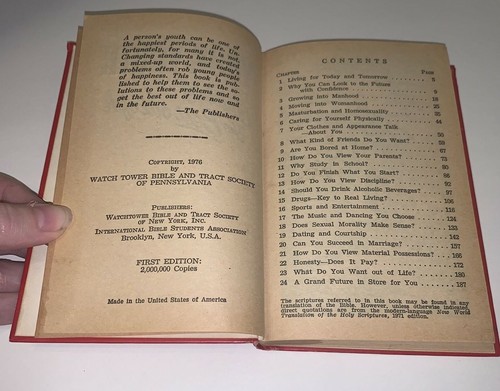 A person's youth can be one
of the happiest periods of life. Un-
fortunately, for many it is not.
Changing standards have created
a mixed-up world, and today's
problems often rob young people
of happiness. This book is pub-
lished to help them to see the so-
lutions to these problems and so
get the best out of life now and
in the future.
—The Publishers
COPYRIGHT, 1976
by
WATCH TOWER BIBLE AND TRACT SOCIETY
OF PENNSYLVANIA
PUBLISHERS:
WATCHTOWER BIBLE AND TRACT SOCIETY
OF NEW YORK, INC.
INTERNATIONAL BIBLE STUDENTS ASSOCIATION
Brooklyn, New York, U.S.A.
FIRST EDITION:
2,000,000 Copies
Made in the United States of America
CONTENTS
CHAPTER PAGE
1 Living for Today and Tomorrow 5
2 Why You Can Look to the Future
with Confidence 9
3 Growing into Manhood
4 Moving into Womanhood
5 Masturbation and Homosexuality
6 Caring for Yourself Physically 44
7 Your Clothes and Appearance Talk
—About You
8 What Kind of Friends Do You Want?
9 Are You Bored at Home? 67
10 How Do You View Your Parents? 73
11 Why Study in School?
12 Do You Finish What You Start?
13 How Do You View Discipline? 92
14 Should You Drink Alcoholic Beverages?
15 Drugs—Key to Real Living?
16 Sports and Entertainment
17 The Music and Dancing You Choose 124
18 Does Sexual Morality Make Sense? 133
19 Dating and Courtship 142
20 Can You Succeed in Marriage? 157
21 How Do You View Material Possessions? 166
22 Honesty—Does It Pay? 172
23 What Do You Want out of Life? 180
24 A Grand Future in Store for You 187
The scriptures referred to in this book may be found in any
translation of the Bible. However, unless otherwise indicated,
direct quotations are from the modern-language New World
Translation of the Holy Scriptures, 1971 edition.